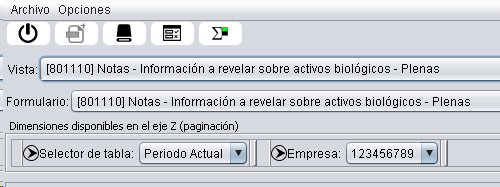 Archivo Opciones
Vista: [801110] Notas - Información a revelar sobre activos biológicos - Plenas
Formulario: [801110] Notas - Información a revelar sobre activos biológicos - Plenas
Dimensiones disponibles en el eje Z (paginación)
Selector de tabla: Periodo Actual Empresa: 123456789